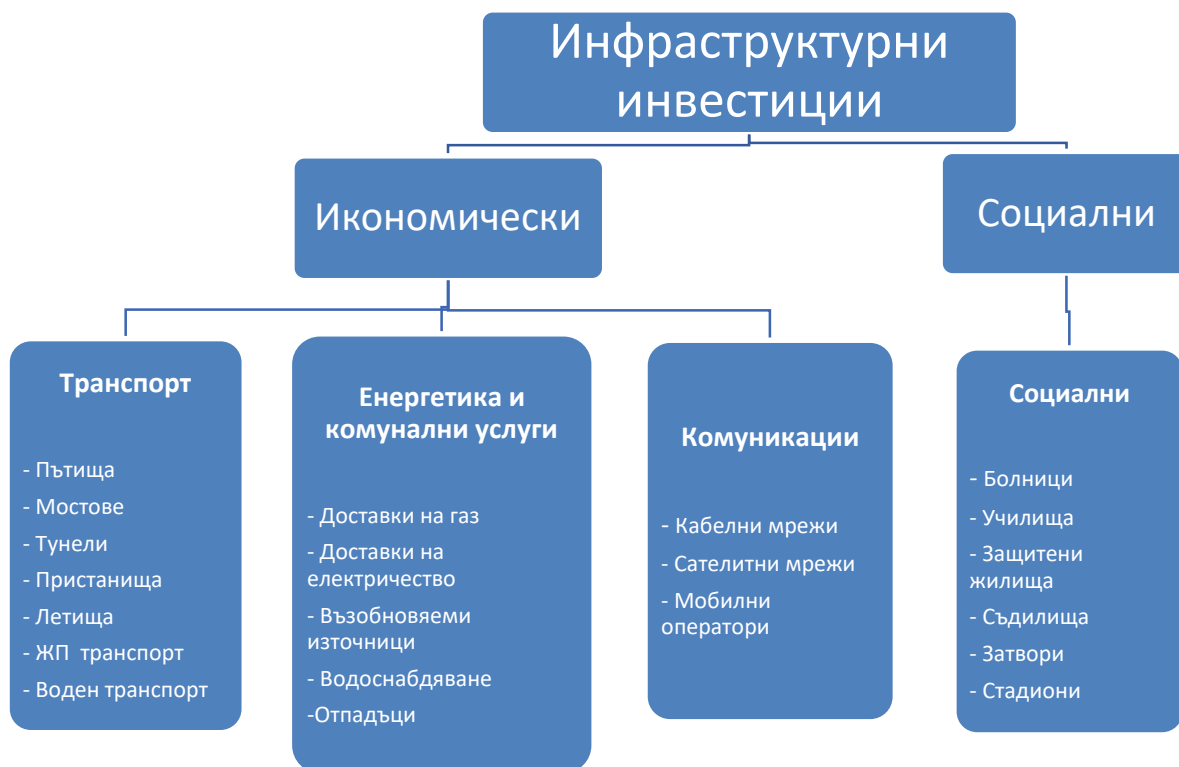 Инфраструктурни
инвестиции
Икономически
Социални
Транспорт
- Пътища
- Мостове
- Тунели
- Пристанища
- Летища
- ЖП транспорт
- Воден транспорт
Енергетика и
комунални услуги
- Доставки на газ
- Доставки на
електричество
- Възобновяеми
източници
- Водоснабдяване
-Отпадъци
Комуникации
- Кабелни мрежи
- Сателитни мрежи
- Мобилни
оператори
Социални
- Болници
- Училища
- Защитени
жилища
- Съдилища
- Затвори
- Стадиони